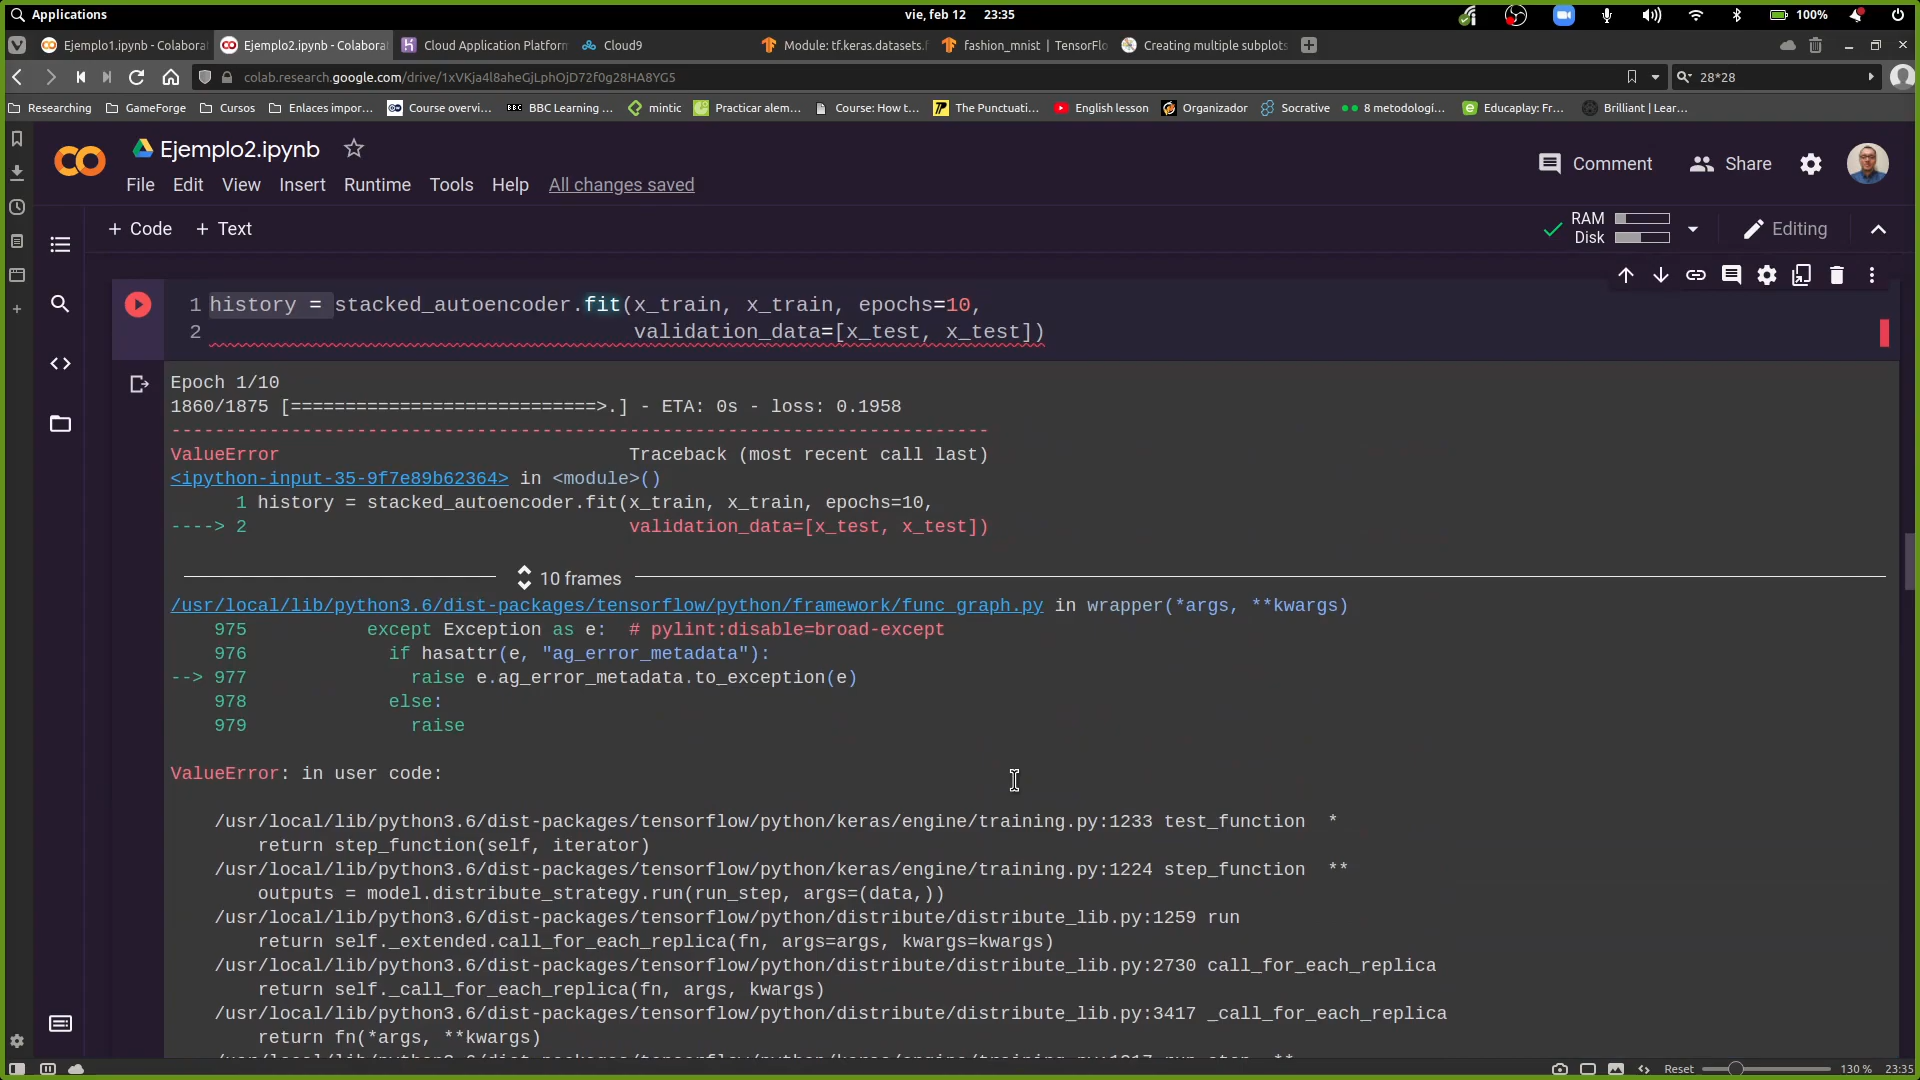 Applications
vie, feb 12 23:35
100%
Ejemplo1.ipynb - Colabora
Ejemplo2.ipynb - Colabora
Cloud Application Platform
Cloud9
Module: tf.keras.datasets.f
fashion_mnist | TensorFlo
Creating multiple subplots
colab.research.google.com/drive/1xVKja4l8aheGjLphOjD72f0g28HA8YG5
28*28
Researching
GameForge
Cursos
Enlaces impor...
Course overvi...
BBC Learning ...
mintic
Practicar alem...
Course: How t...
The Punctuati...
English lesson
Organizador
Socrative
8 metodologí...
Educaplay: Fr...
Brilliant | Lear...
Ejemplo2.ipynb
Comment
Share
File Edit View Insert Runtime Tools Help All changes saved
+ Code + Text
RAM
Disk
Editing
1 history = stacked_autoencoder.fit(x_train, x_train, epochs=10,
2 validation_data=[x_test, x_test])
Epoch 1/10
1860/1875 [============================>.] - ETA: 0s - loss: 0.1958
---------------------------------------------------------------------------
ValueError Traceback (most recent call last)
<ipython-input-35-9f7e89b62364> in <module>()
1 history = stacked_autoencoder.fit(x_train, x_train, epochs=10,
----> 2 validation_data=[x_test, x_test])
10 frames
/usr/local/lib/python3.6/dist-packages/tensorflow/python/framework/func_graph.py in wrapper(*args, **kwargs)
975 except Exception as e: # pylint:disable=broad-except
976 if hasattr(e, "ag_error_metadata"):
--> 977 raise e.ag_error_metadata.to_exception(e)
978 else:
979 raise
ValueError: in user code:
/usr/local/lib/python3.6/dist-packages/tensorflow/python/keras/engine/training.py:1233 test_function *
return step_function(self, iterator)
/usr/local/lib/python3.6/dist-packages/tensorflow/python/keras/engine/training.py:1224 step_function **
outputs = model.distribute_strategy.run(run_step, args=(data,))
/usr/local/lib/python3.6/dist-packages/tensorflow/python/distribute/distribute_lib.py:1259 run
return self._extended.call_for_each_replica(fn, args=args, kwargs=kwargs)
/usr/local/lib/python3.6/dist-packages/tensorflow/python/distribute/distribute_lib.py:2730 call_for_each_replica
return self._call_for_each_replica(fn, args, kwargs)
/usr/local/lib/python3.6/dist-packages/tensorflow/python/distribute/distribute_lib.py:3417 _call_for_each_replica
return fn(*args, **kwargs)
Reset 130 % 23:35